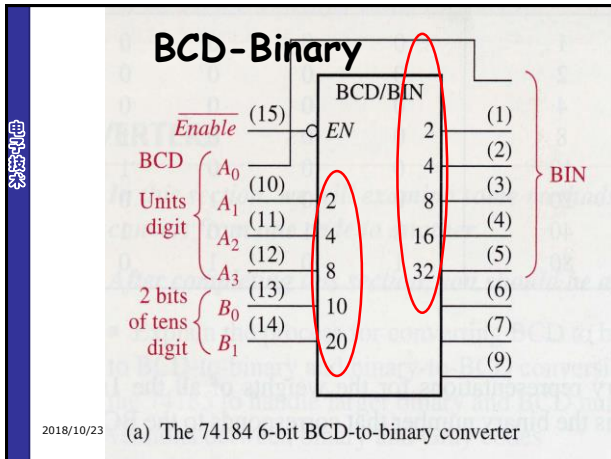 BCD-Binary
电子技术
BCD/BIN
Enable (15) EN
BCD
Units
digit
A0
A1 (10) 2
A2 (11) 4
A3 (12) 8
2 bits
of tens
digit
B0 (13) 10
B1 (14) 20
2 (1)
4 (2)
8 (3)
16 (4)
32 (5)
(6)
(7)
(9)
BIN
2018/10/23
(a) The 74184 6-bit BCD-to-binary converter